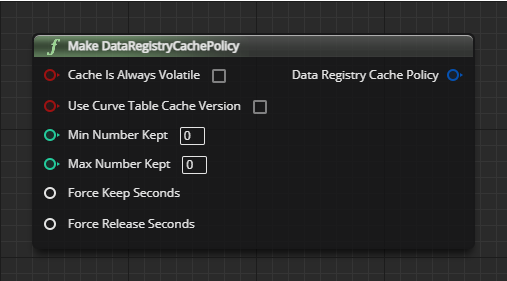 f Make DataRegistryCachePolicy
Cache Is Always Volatile Data Registry Cache Policy
Use Curve Table Cache Version
Min Number Kept 0
Max Number Kept 0
Force Keep Seconds
Force Release Seconds